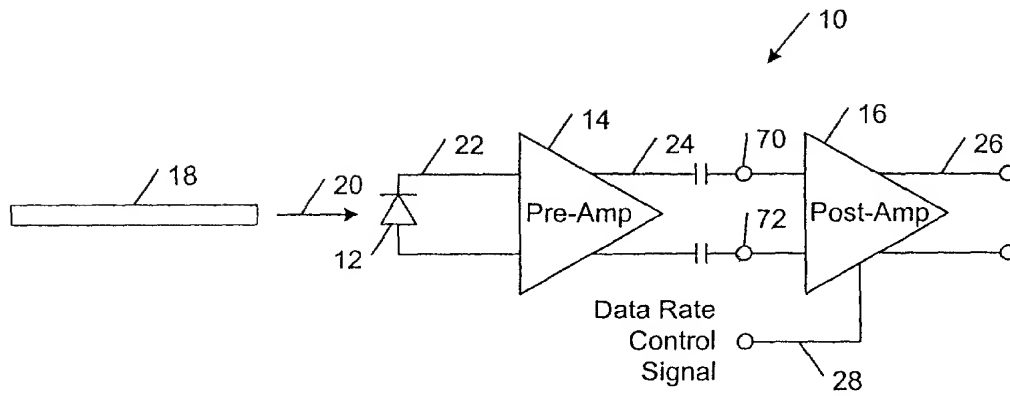 10
14
16
22
24
70
26
18
20
Pre-Amp
Post-Amp
12
72
Data Rate
Control
Signal
28